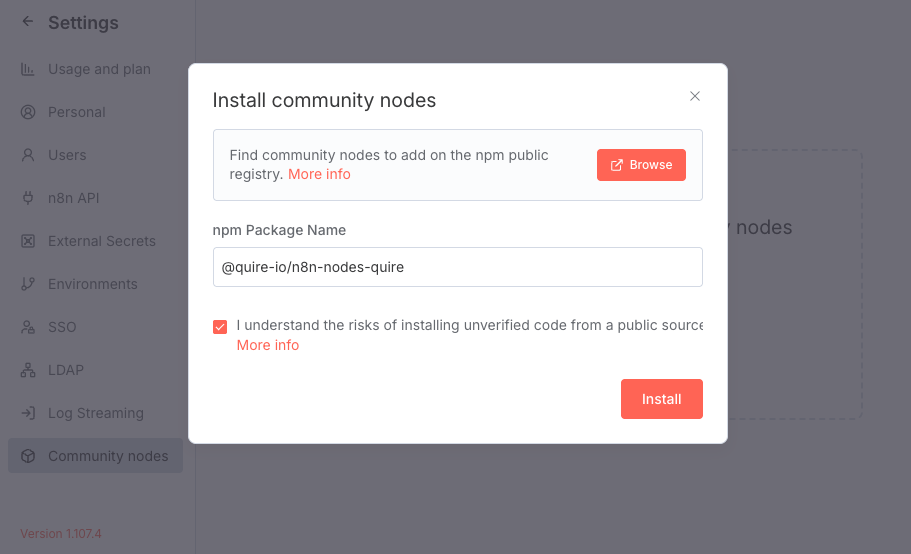 Settings
Usage and plan
Personal
Users
n8n API
External Secrets
Environments
SSO
LDAP
Log Streaming
Community nodes
Version 1.107.4
Install community nodes
Find community nodes to add on the npm public
registry. More info
Browse
npm Package Name
@quire-io/n8n-nodes-quire
I understand the risks of installing unverified code from a public source
More info
Install
nodes